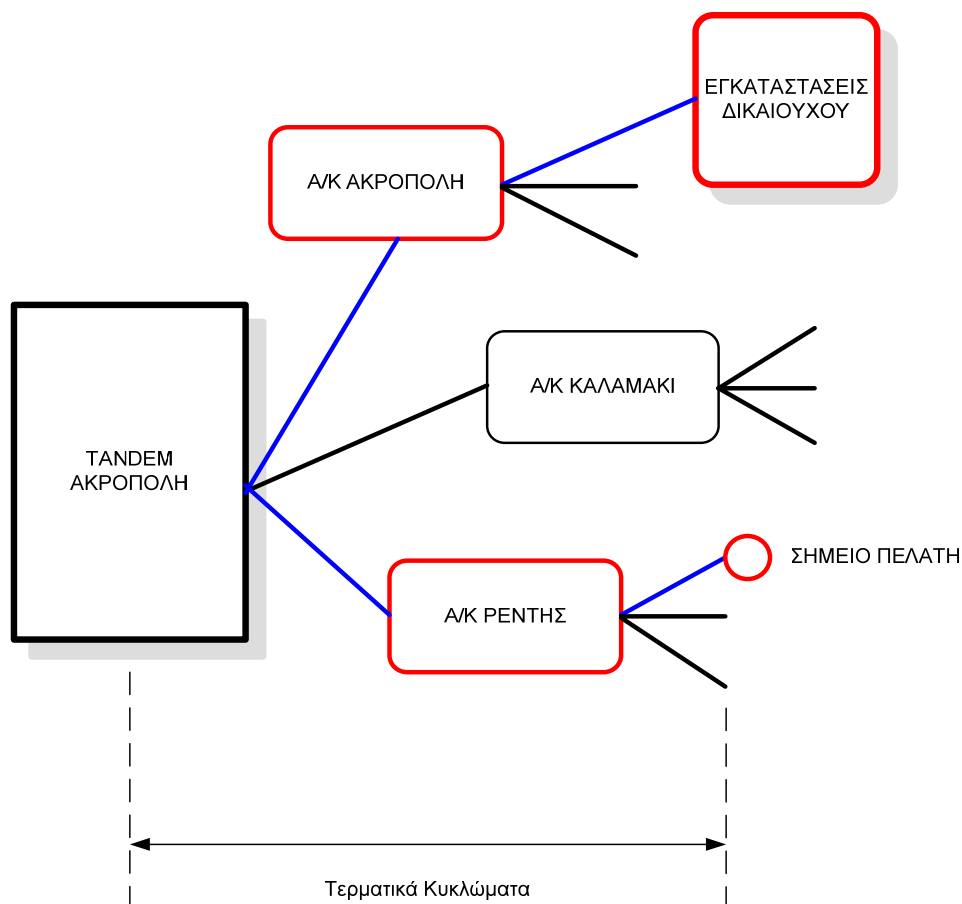 ΕΓΚΑΤΑΣΤΑΣΕΙΣ
ΔΙΚΑΙΟΥΧΟΥ
Α/Κ ΑΚΡΟΠΟΛΗ
Α/Κ ΚΑΛΑΜΑΚΙ
TANDEM
ΑΚΡΟΠΟΛΗ
ΣΗΜΕΙΟ ΠΕΛΑΤΗ
Α/Κ ΡΕΝΤΗΣ
Τερματικά Κυκλώματα